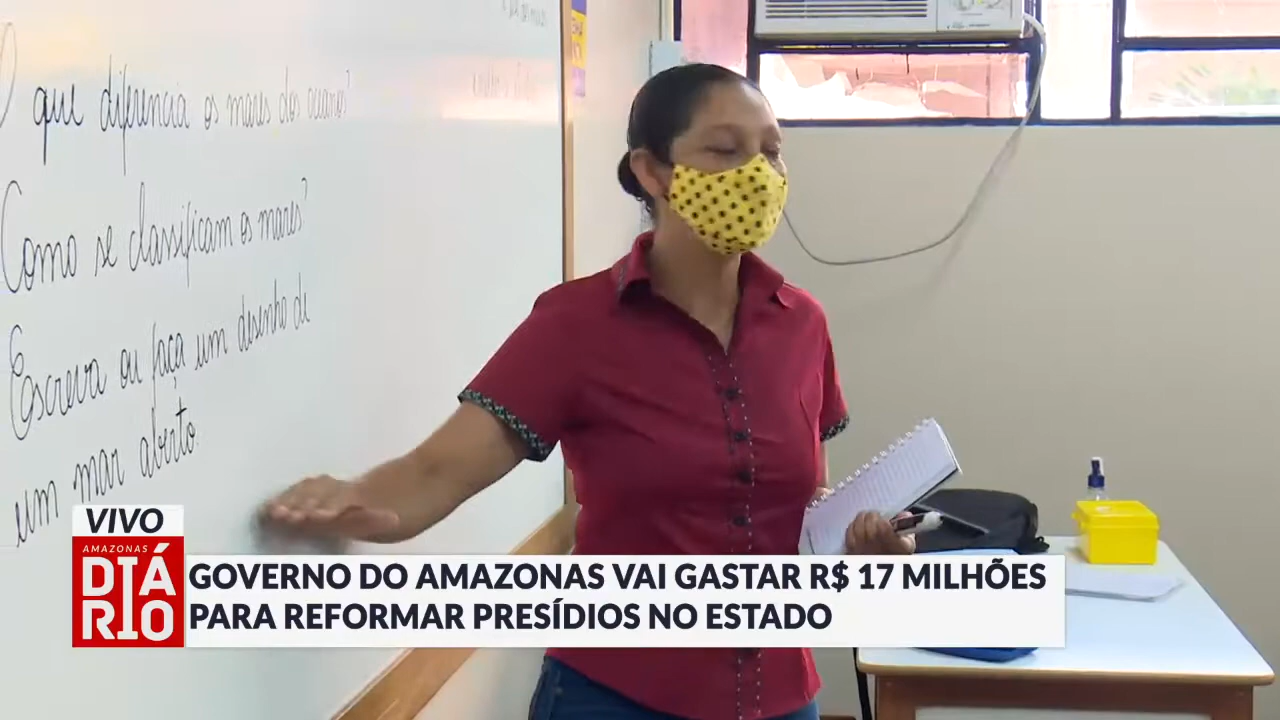 O que diferencia os mares dos oceanos?
Como se classificam os mares?
Escreva ou faça um desenho de
um mar aberto.
VIVO
AMAZONAS
DIÁ
RIO
GOVERNO DO AMAZONAS VAI GASTAR R$ 17 MILHÕES
PARA REFORMAR PRESÍDIOS NO ESTADO